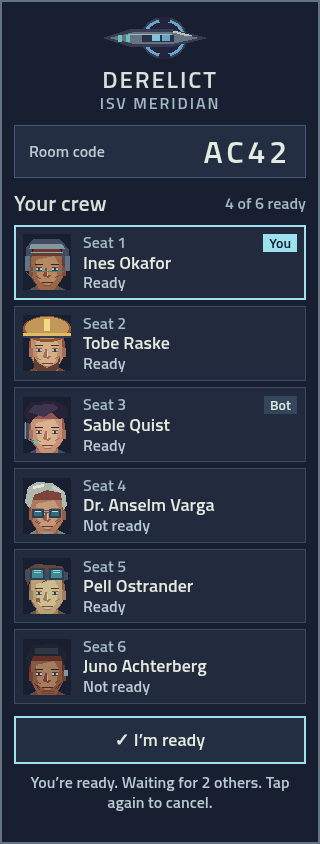 DERELICT
ISV MERIDIAN
Room code
AC42
Your crew
4 of 6 ready
Seat 1
You
Ines Okafor
Ready
Seat 2
Tobe Raske
Ready
Seat 3
Bot
Sable Quist
Ready
Seat 4
Dr. Anselm Varga
Not ready
Seat 5
Pell Ostrander
Ready
Seat 6
Juno Achterberg
Not ready
✓ I’m ready
You’re ready. Waiting for 2 others. Tap
again to cancel.